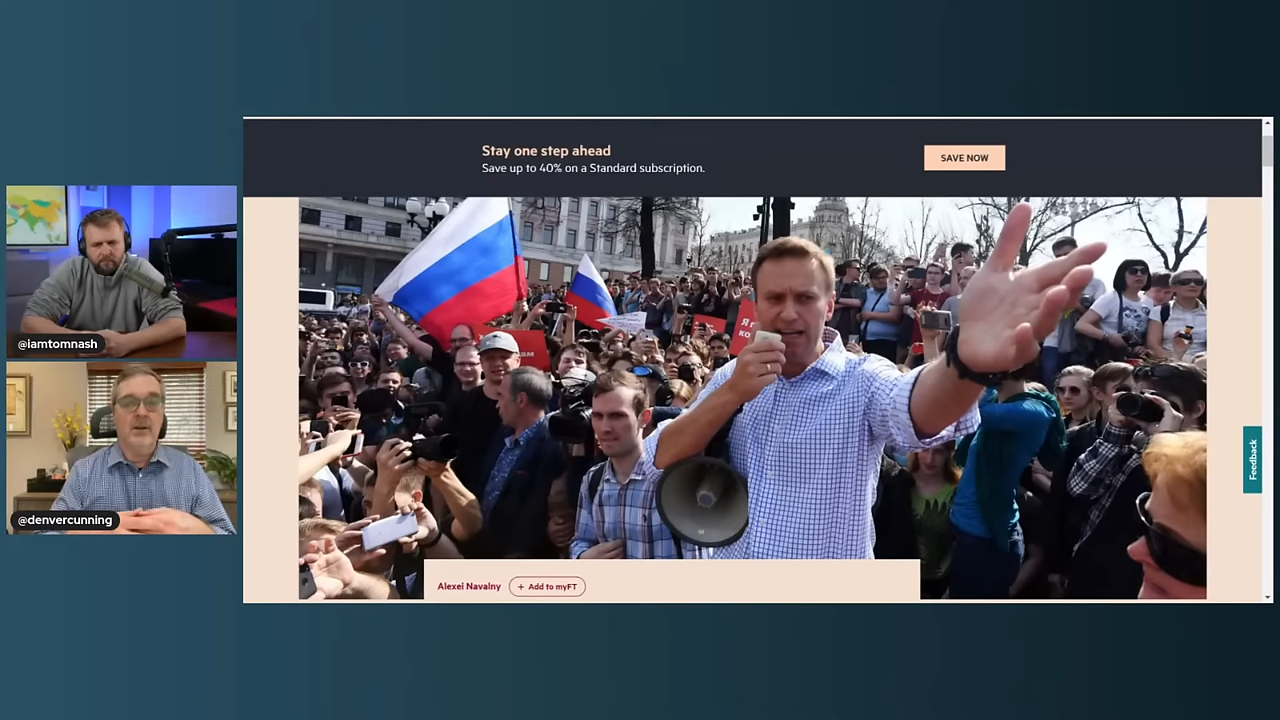 Stay one step ahead
Save up to 40% on a Standard subscription.
SAVE NOW
@iamtomnash
@denvercunning
Feedback
Alexei Navalny
+ Add to myFT